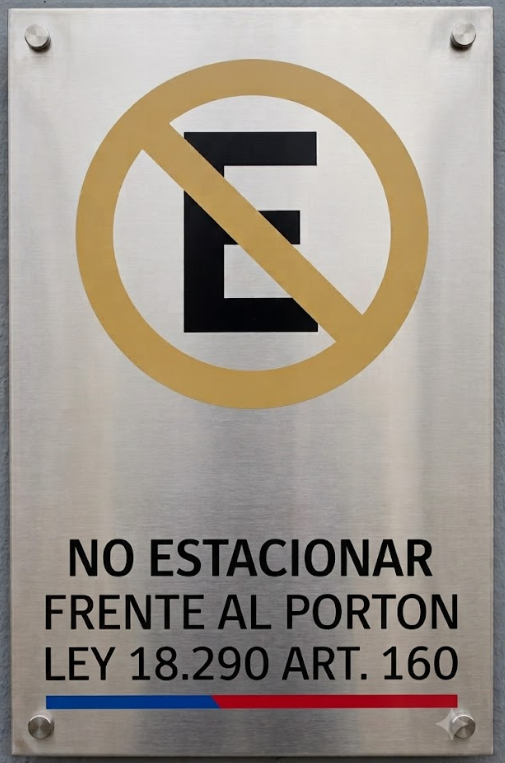 E
NO ESTACIONAR
FRENTE AL PORTON
LEY 18.290 ART. 160